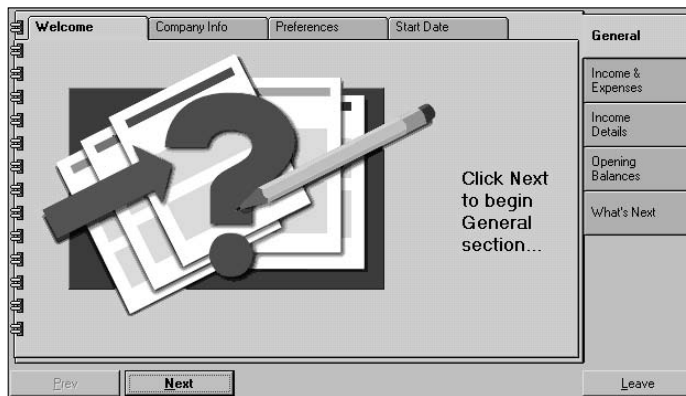 Welcome
Company Info
Preferences
Start Date
General
Income &
Expenses
Income
Details
Opening
Balances
What's Next
Click Next
to begin
General
section...
Prev
Next
Leave